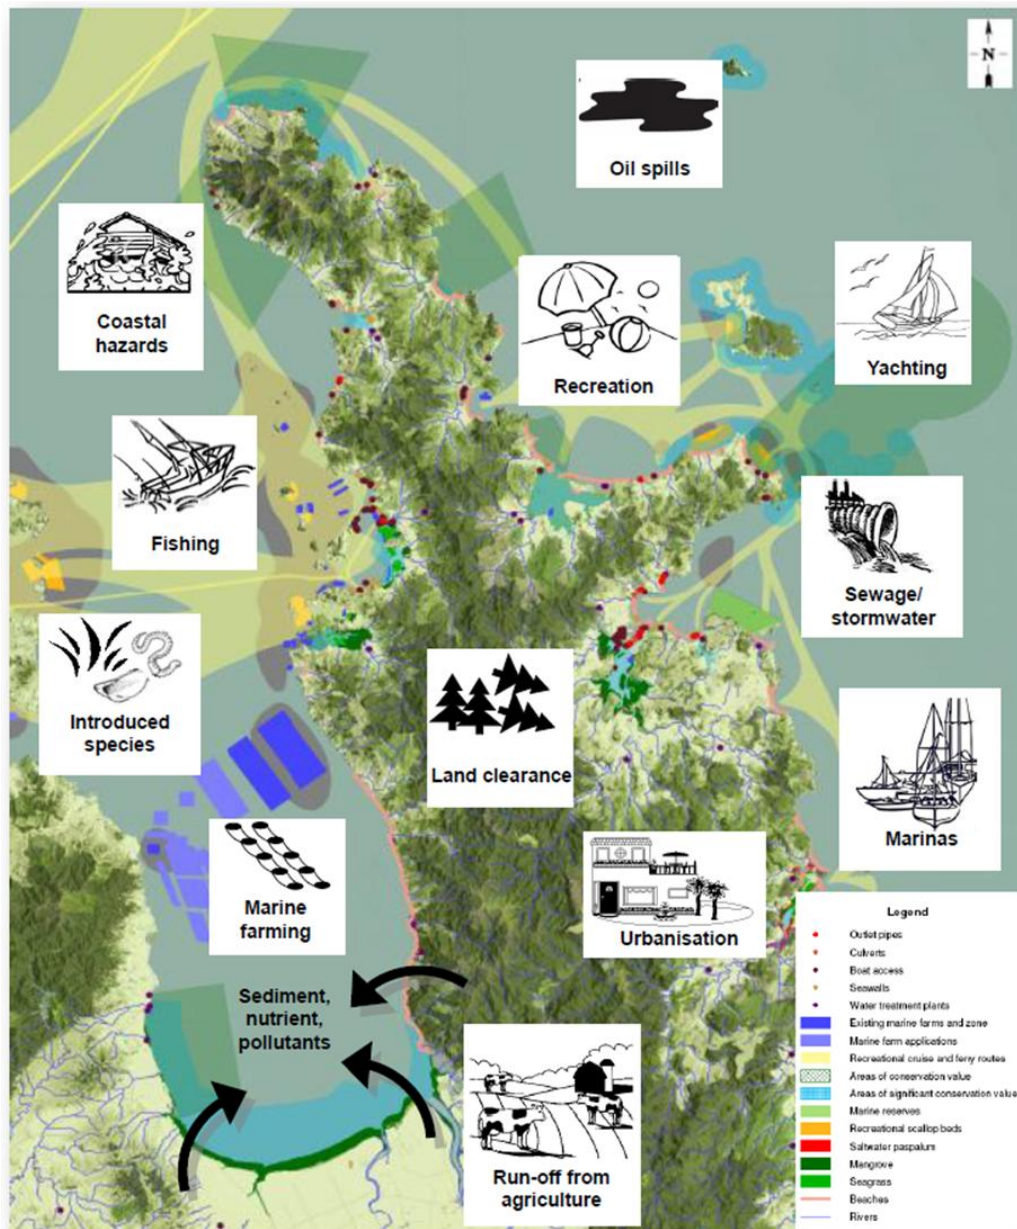 N
Oil spills
Coastal
hazards
Recreation
Yachting
Fishing
Sewage/
stormwater
Introduced
species
Land clearance
Marinas
Marine
farming
Urbanisation
Sediment,
nutrient,
pollutants
Run-off from
agriculture
Legend
Outlet pipes
Culverts
Boat access
Seawalls
Water treatment plants
Existing marine farms and zone
Marine farm applications
Recreational cruise and ferry routes
Areas of conservation value
Areas of significant conservation value
Marine reserves
Recreational scallop beds
Saltwater paspalum
Mangrove
Seagrass
Beaches
Rivers